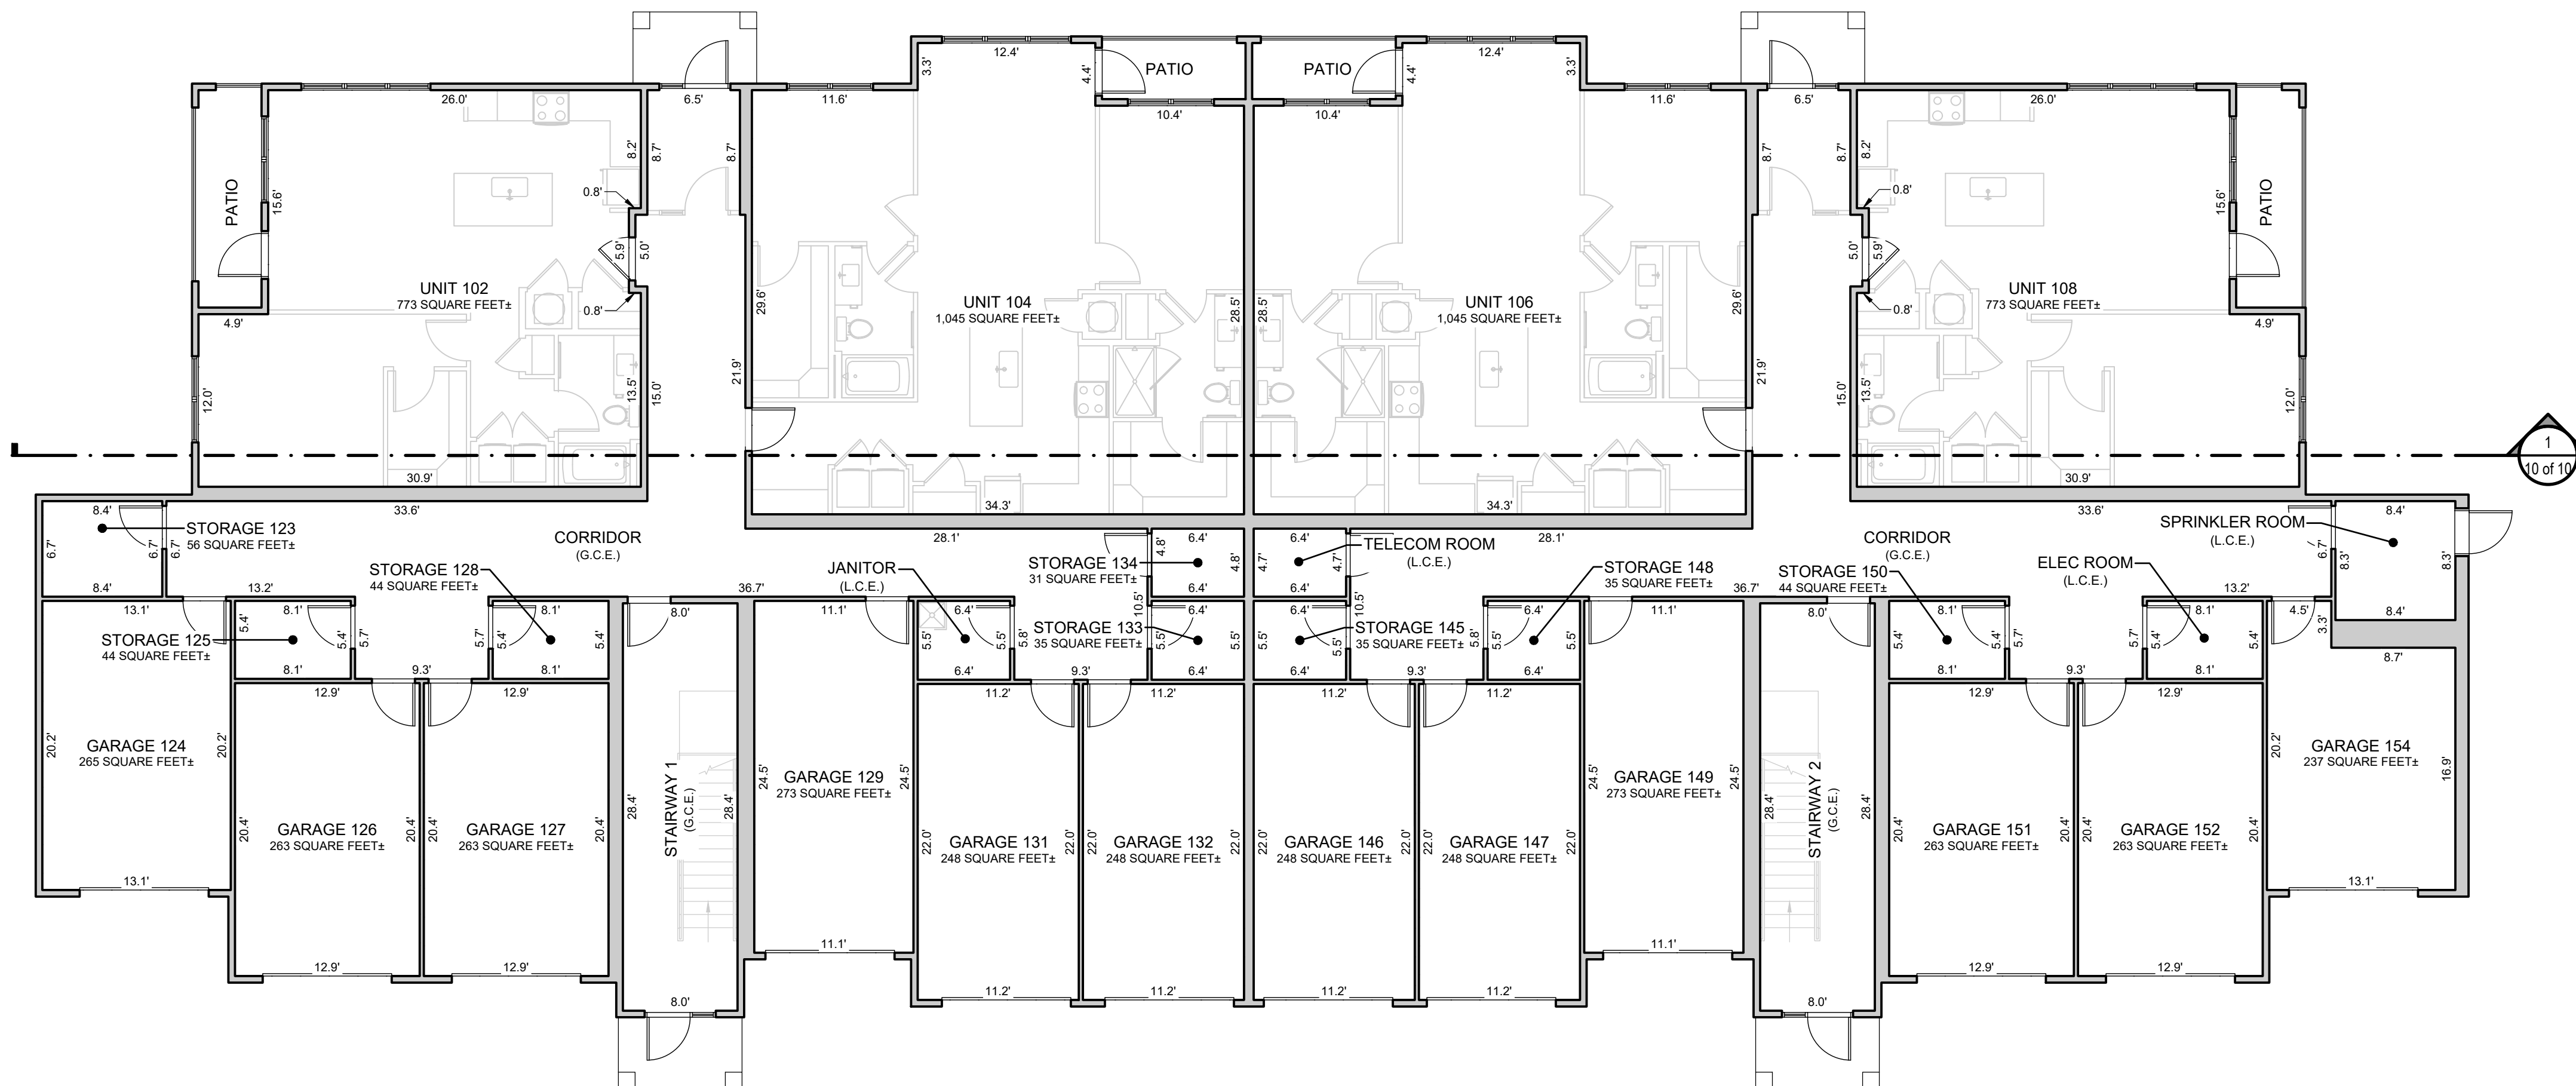 12.4'
PATIO
PATIO
12.4'
3.3'
4.4'
4.4'
3.3'
26.0'
6.5'
11.6'
10.4'
10.4'
11.6'
6.5'
26.0'
8.2'
8.7'
8.7'
8.7'
8.7'
8.2'
PATIO
15.6'
0.8'
0.8'
15.6'
PATIO
5.9'
5.0'
5.0'
5.9'
UNIT 102
773 SQUARE FEET±
0.8'
29.6'
UNIT 104
1,045 SQUARE FEET±
28.5'
28.5'
UNIT 106
1,045 SQUARE FEET±
29.6'
0.8'
UNIT 108
773 SQUARE FEET±
4.9'
4.9'
12.0'
13.5'
15.0'
21.9'
21.9'
15.0'
13.5'
12.0'
1
10 of 10
30.9'
34.3'
34.3'
30.9'
8.4'
33.6'
28.1'
6.4'
6.4'
28.1'
33.6'
8.4'
STORAGE 123
56 SQUARE FEET±
6.7'
6.7'
6.7'
CORRIDOR
(G.C.E.)
STORAGE 134
31 SQUARE FEET±
4.8'
4.8'
4.7'
4.7'
TELECOM ROOM
(L.C.E.)
CORRIDOR
(G.C.E.)
SPRINKLER ROOM
(L.C.E.)
6.7'
8.3'
8.3'
STORAGE 128
44 SQUARE FEET±
JANITOR
(L.C.E.)
STORAGE 148
35 SQUARE FEET±
STORAGE 150
44 SQUARE FEET±
ELEC ROOM
(L.C.E.)
8.4'
13.2'
36.7'
6.4'
6.4'
36.7'
13.2'
13.1'
8.1'
8.1'
8.0'
11.1'
6.4'
10.5'
6.4'
6.4'
10.5'
6.4'
11.1'
8.0'
8.1'
8.1'
4.5'
8.4'
STORAGE 125
44 SQUARE FEET±
5.4'
5.4'
5.7'
5.7'
5.4'
5.4'
5.5'
5.5'
5.8'
STORAGE 133
35 SQUARE FEET±
5.5'
5.5'
5.5'
5.5'
STORAGE 145
35 SQUARE FEET±
5.8'
5.5'
5.5'
5.4'
5.4'
5.7'
5.7'
5.4'
5.4'
3.3'
8.1'
9.3'
8.1'
6.4'
9.3'
6.4'
6.4'
9.3'
6.4'
8.1'
9.3'
8.1'
8.7'
12.9'
12.9'
11.2'
11.2'
11.2'
11.2'
12.9'
12.9'
20.2'
GARAGE 124
265 SQUARE FEET±
20.2'
20.2'
GARAGE 154
237 SQUARE FEET±
16.9'
24.5'
GARAGE 129
273 SQUARE FEET±
24.5'
24.5'
GARAGE 149
273 SQUARE FEET±
24.5'
28.4'
STAIRWAY 1
(G.C.E.)
28.4'
28.4'
STAIRWAY 2
(G.C.E.)
28.4'
20.4'
GARAGE 126
263 SQUARE FEET±
20.4'
20.4'
GARAGE 127
263 SQUARE FEET±
20.4'
22.0'
GARAGE 131
248 SQUARE FEET±
22.0'
22.0'
GARAGE 132
248 SQUARE FEET±
22.0'
GARAGE 146
248 SQUARE FEET±
22.0'
22.0'
GARAGE 147
248 SQUARE FEET±
22.0'
20.4'
GARAGE 151
263 SQUARE FEET±
20.4'
20.4'
GARAGE 152
263 SQUARE FEET±
20.4'
13.1'
13.1'
11.1'
11.1'
12.9'
12.9'
12.9'
12.9'
11.2'
11.2'
11.2'
11.2'
8.0'
8.0'